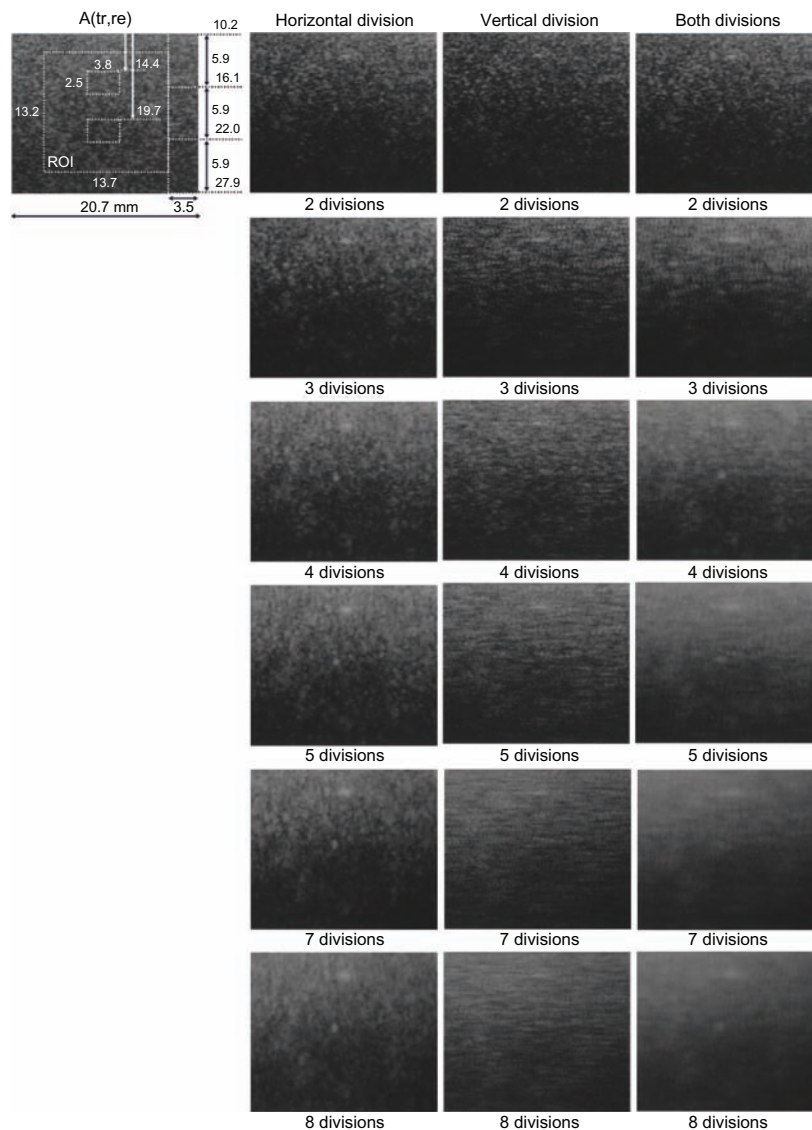 A(tr,re)
Horizontal division
Vertical division
Both divisions
10.2
3.8
14.4
5.9
2.5
16.1
13.2
19.7
5.9
22.0
ROI
5.9
13.7
27.9
20.7 mm
3.5
2 divisions
2 divisions
2 divisions
3 divisions
3 divisions
3 divisions
4 divisions
4 divisions
4 divisions
5 divisions
5 divisions
5 divisions
7 divisions
7 divisions
7 divisions
8 divisions
8 divisions
8 divisions